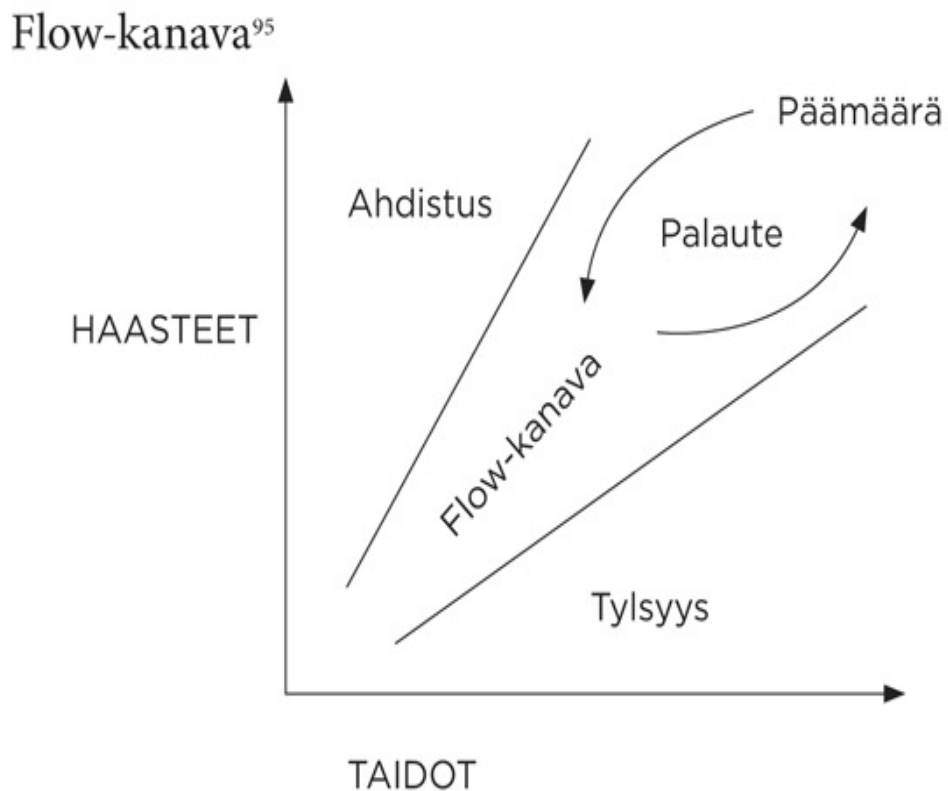 Flow-kanava⁹⁵
Päämäärä
Ahdistus
Palaute
HAASTEET
Flow-kanava
Tylsyys
TAIDOT